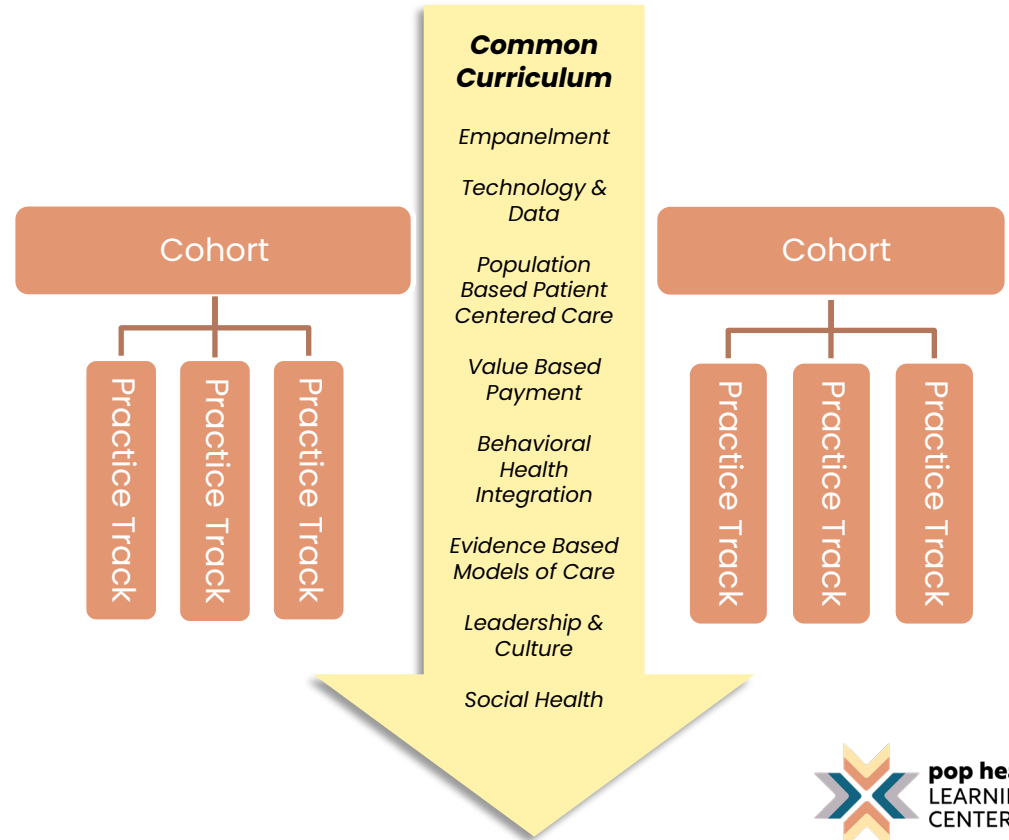 Common
Curriculum
Empanelment
Technology &
Data
Population
Based Patient
Centered Care
Value Based
Payment
Behavioral
Health
Integration
Evidence Based
Models of Care
Leadership &
Culture
Social Health
Cohort
Practice Track
Practice Track
Practice Track
Cohort
Practice Track
Practice Track
Practice Track
pop
CENTER